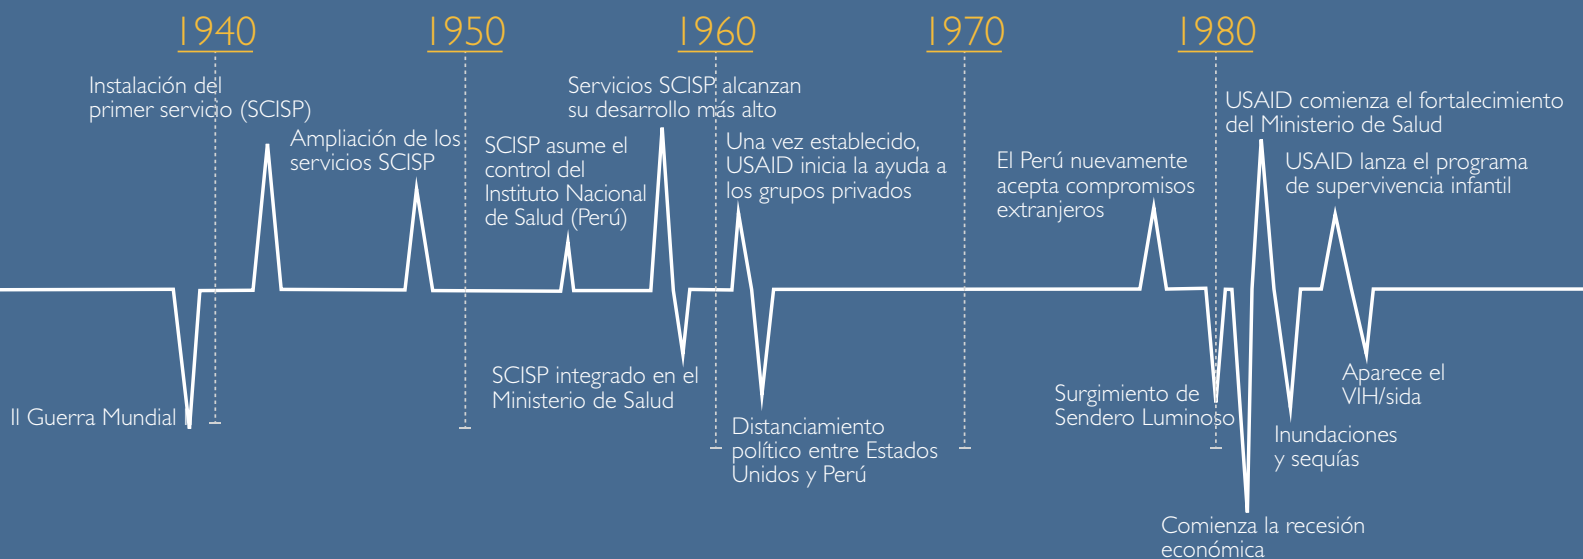 1940
1950
1960
1970
1980
Instalación del
primer servicio (SCISP)
Ampliación de los
servicios SCISP
SCISP asume el
control del
Instituto Nacional
de Salud (Perú)
Servicios SCISP alcanzan
su desarrollo más alto
Una vez establecido,
USAID inicia la ayuda a
los grupos privados
El Perú nuevamente
acepta compromisos
extranjeros
USAID comienza el fortalecimiento
del Ministerio de Salud
USAID lanza el programa
de supervivencia infantil
II Guerra Mundial
SCISP integrado en el
Ministerio de Salud
Distanciamiento
político entre Estados
Unidos y Perú
Surgimiento de
Sendero Luminoso
Comienza la recesión
económica
Inundaciones
y sequías
Aparece el
VIH/sida